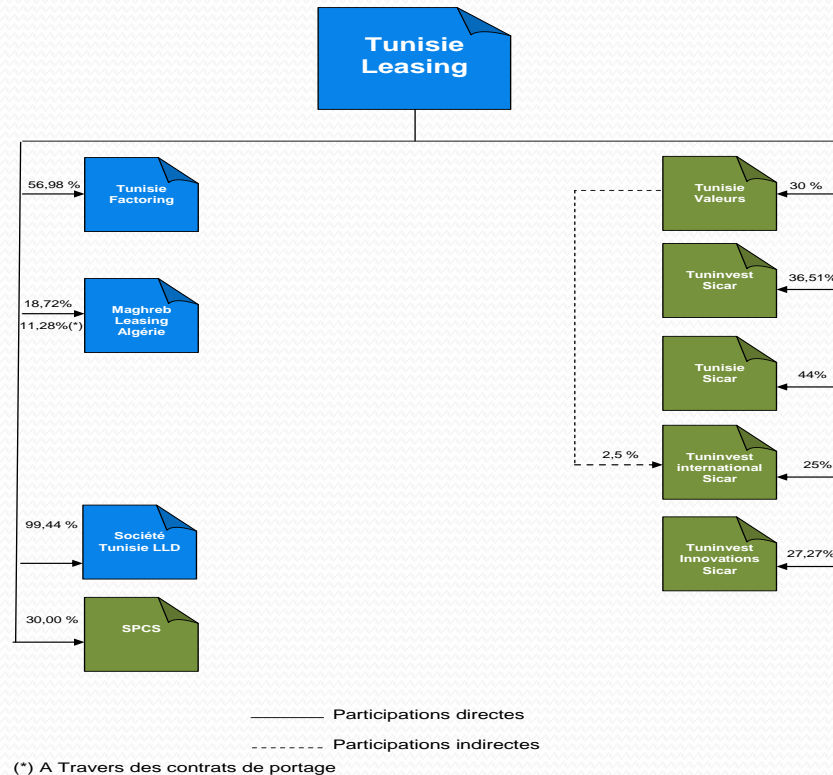 Tunisie
Leasing
56,98 %
Tunisie
Factoring
18,72%
11,28%(*)
Maghreb
Leasing
Algérie
99,44 %
Société
Tunisie LLD
30,00 %
SPCS
Tunisie
Valeurs
30 %
Tuninvest
Sicar
36,51%
Tunisie
Sicar
44%
2,5 %
Tuninvest
international
Sicar
25%
Tuninvest
Innovations
Sicar
27,27%
Participations directes
Participations indirectes
(*) A Travers des contrats de portage